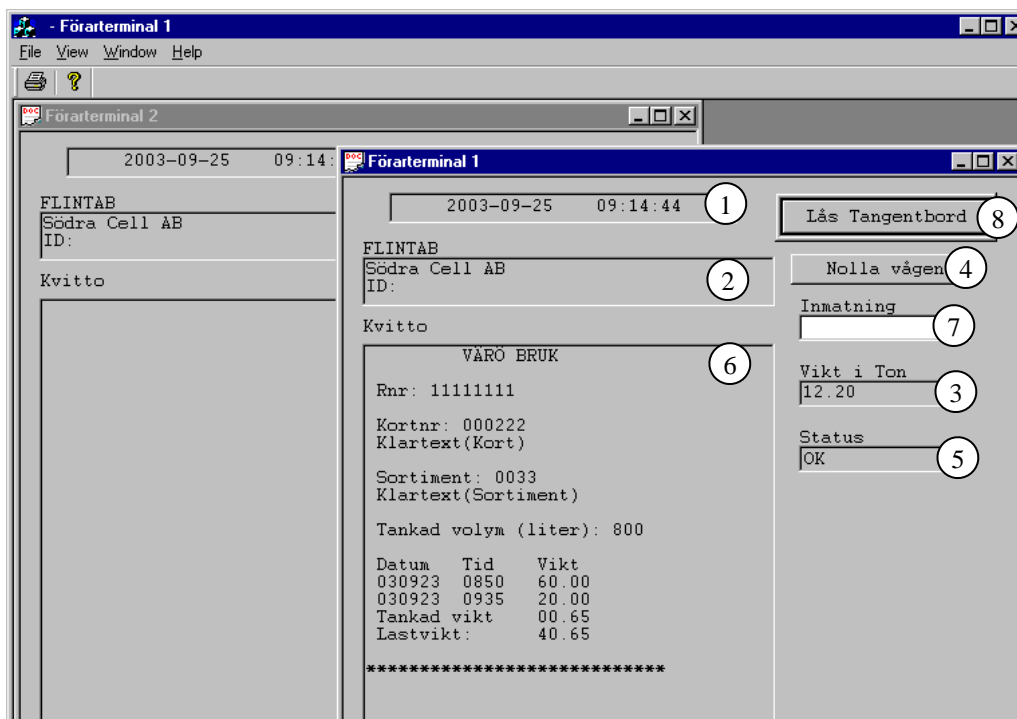 - Förarterminal 1
File View Window Help
Förarterminal 2
2003-09-25 09:14:
FLINTAB
Södra Cell AB
ID:
Kvitto
Förarterminal 1
2003-09-25 09:14:44
1
FLINTAB
Södra Cell AB
ID:
2
Kvitto
VÄRÖ BRUK
6
Rnr: 11111111
Kortnr: 000222
Klartext(Kort)
Sortiment: 0033
Klartext(Sortiment)
Tankad volym (liter): 800
Datum Tid Vikt
030923 0850 60.00
030923 0935 20.00
Tankad vikt 00.65
Lastvikt: 40.65
****************************
Lås Tangentbord
8
Nolla vågen
4
Inmatning
7
Vikt i Ton
12.20
3
Status
OK
5